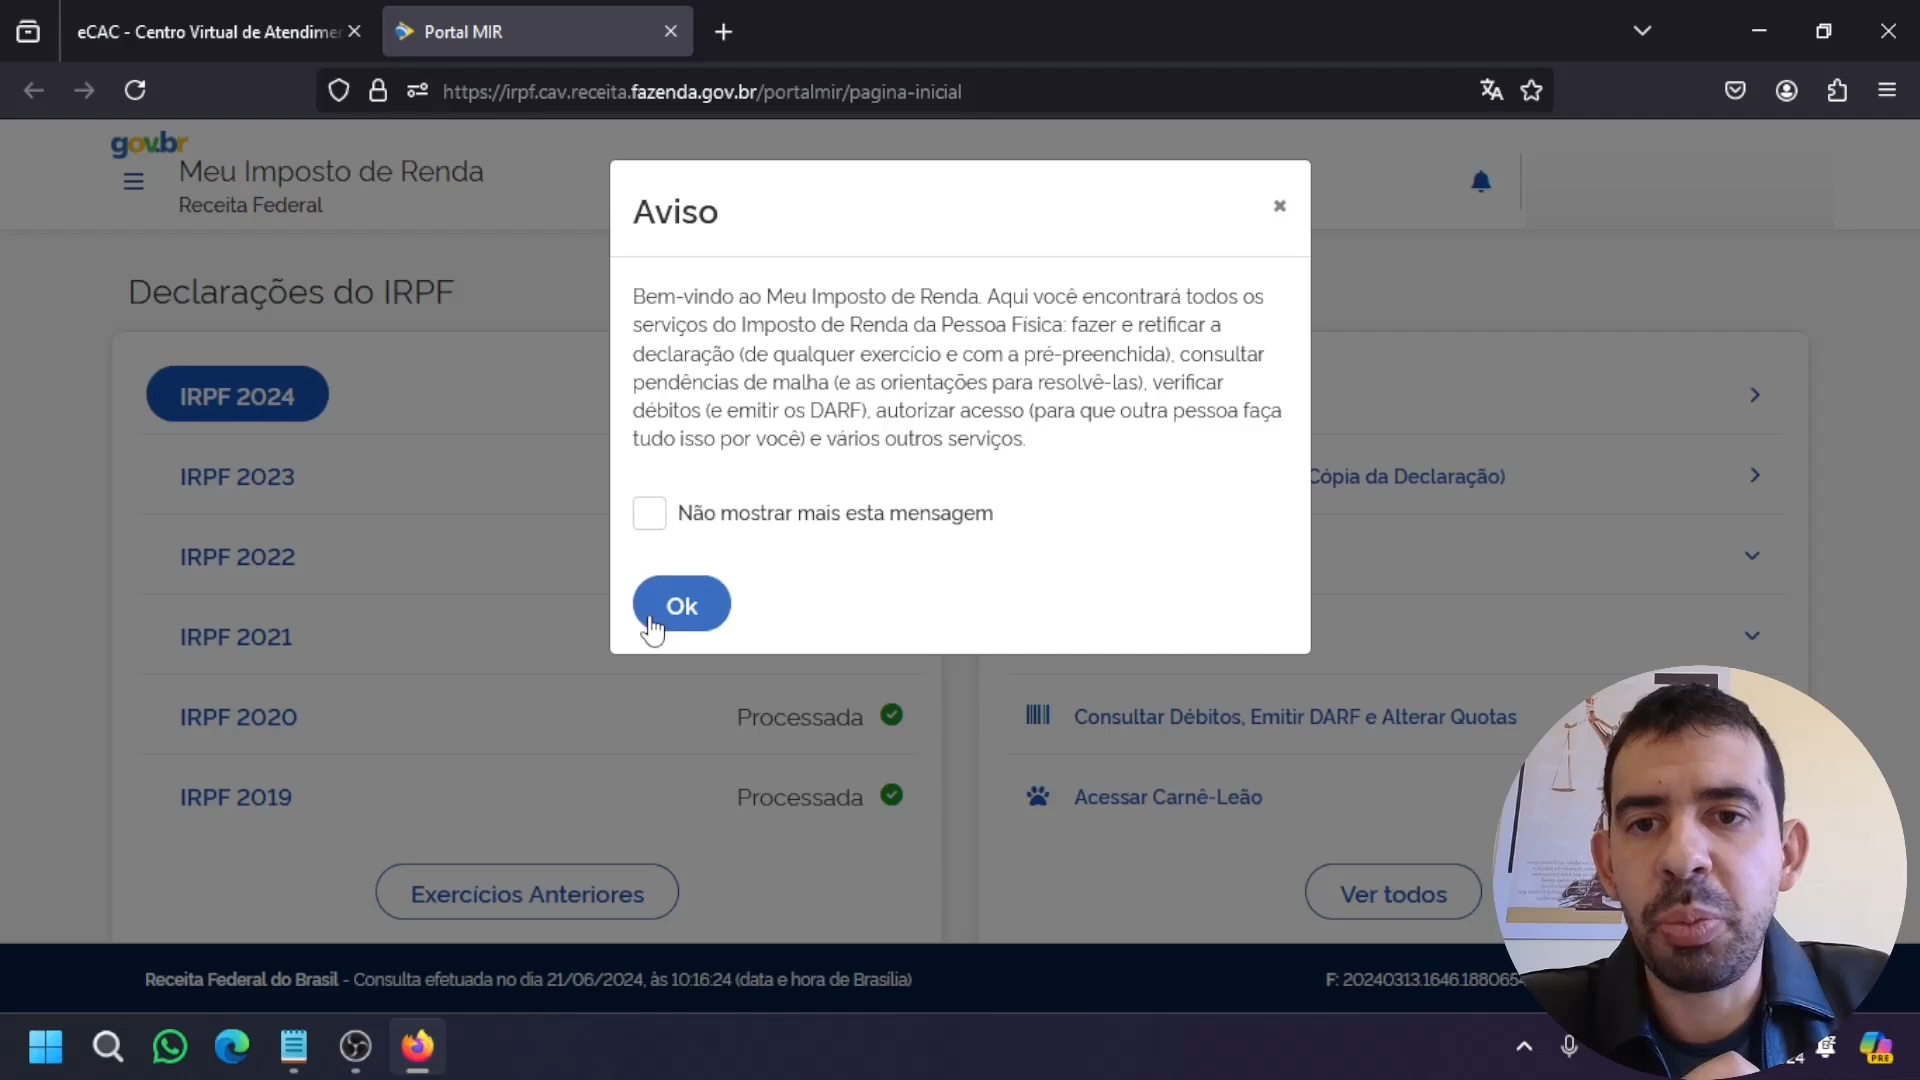 eCAC - Centro Virtual de Atendimen
Portal MIR
https://irpf.cav.receita.fazenda.gov.br/portalmir/pagina-inicial
gov.br
Meu Imposto de Renda
Receita Federal
Aviso
Bem-vindo ao Meu Imposto de Renda. Aqui você encontrará todos os
serviços do Imposto de Renda da Pessoa Física: fazer e retificar a
declaração (de qualquer exercício e com a pré-preenchida), consultar
pendências de malha (e as orientações para resolvê-las), verificar
débitos (e emitir os DARF), autorizar acesso (para que outra pessoa faça
tudo isso por você) e vários outros serviços.
Não mostrar mais esta mensagem
Ok
Declarações do IRPF
IRPF 2024
IRPF 2023
Cópia da Declaração)
IRPF 2022
IRPF 2021
IRPF 2020 Processada
IRPF 2019 Processada
Exercícios Anteriores
Consultar Débitos, Emitir DARF e Alterar Quotas
Acessar Carnê-Leão
Ver todos
Receita Federal do Brasil - Consulta efetuada no dia 21/06/2024, às 10:16:24 (data e hora de Brasília)
F: 20240313.1646.188065
24
PRE